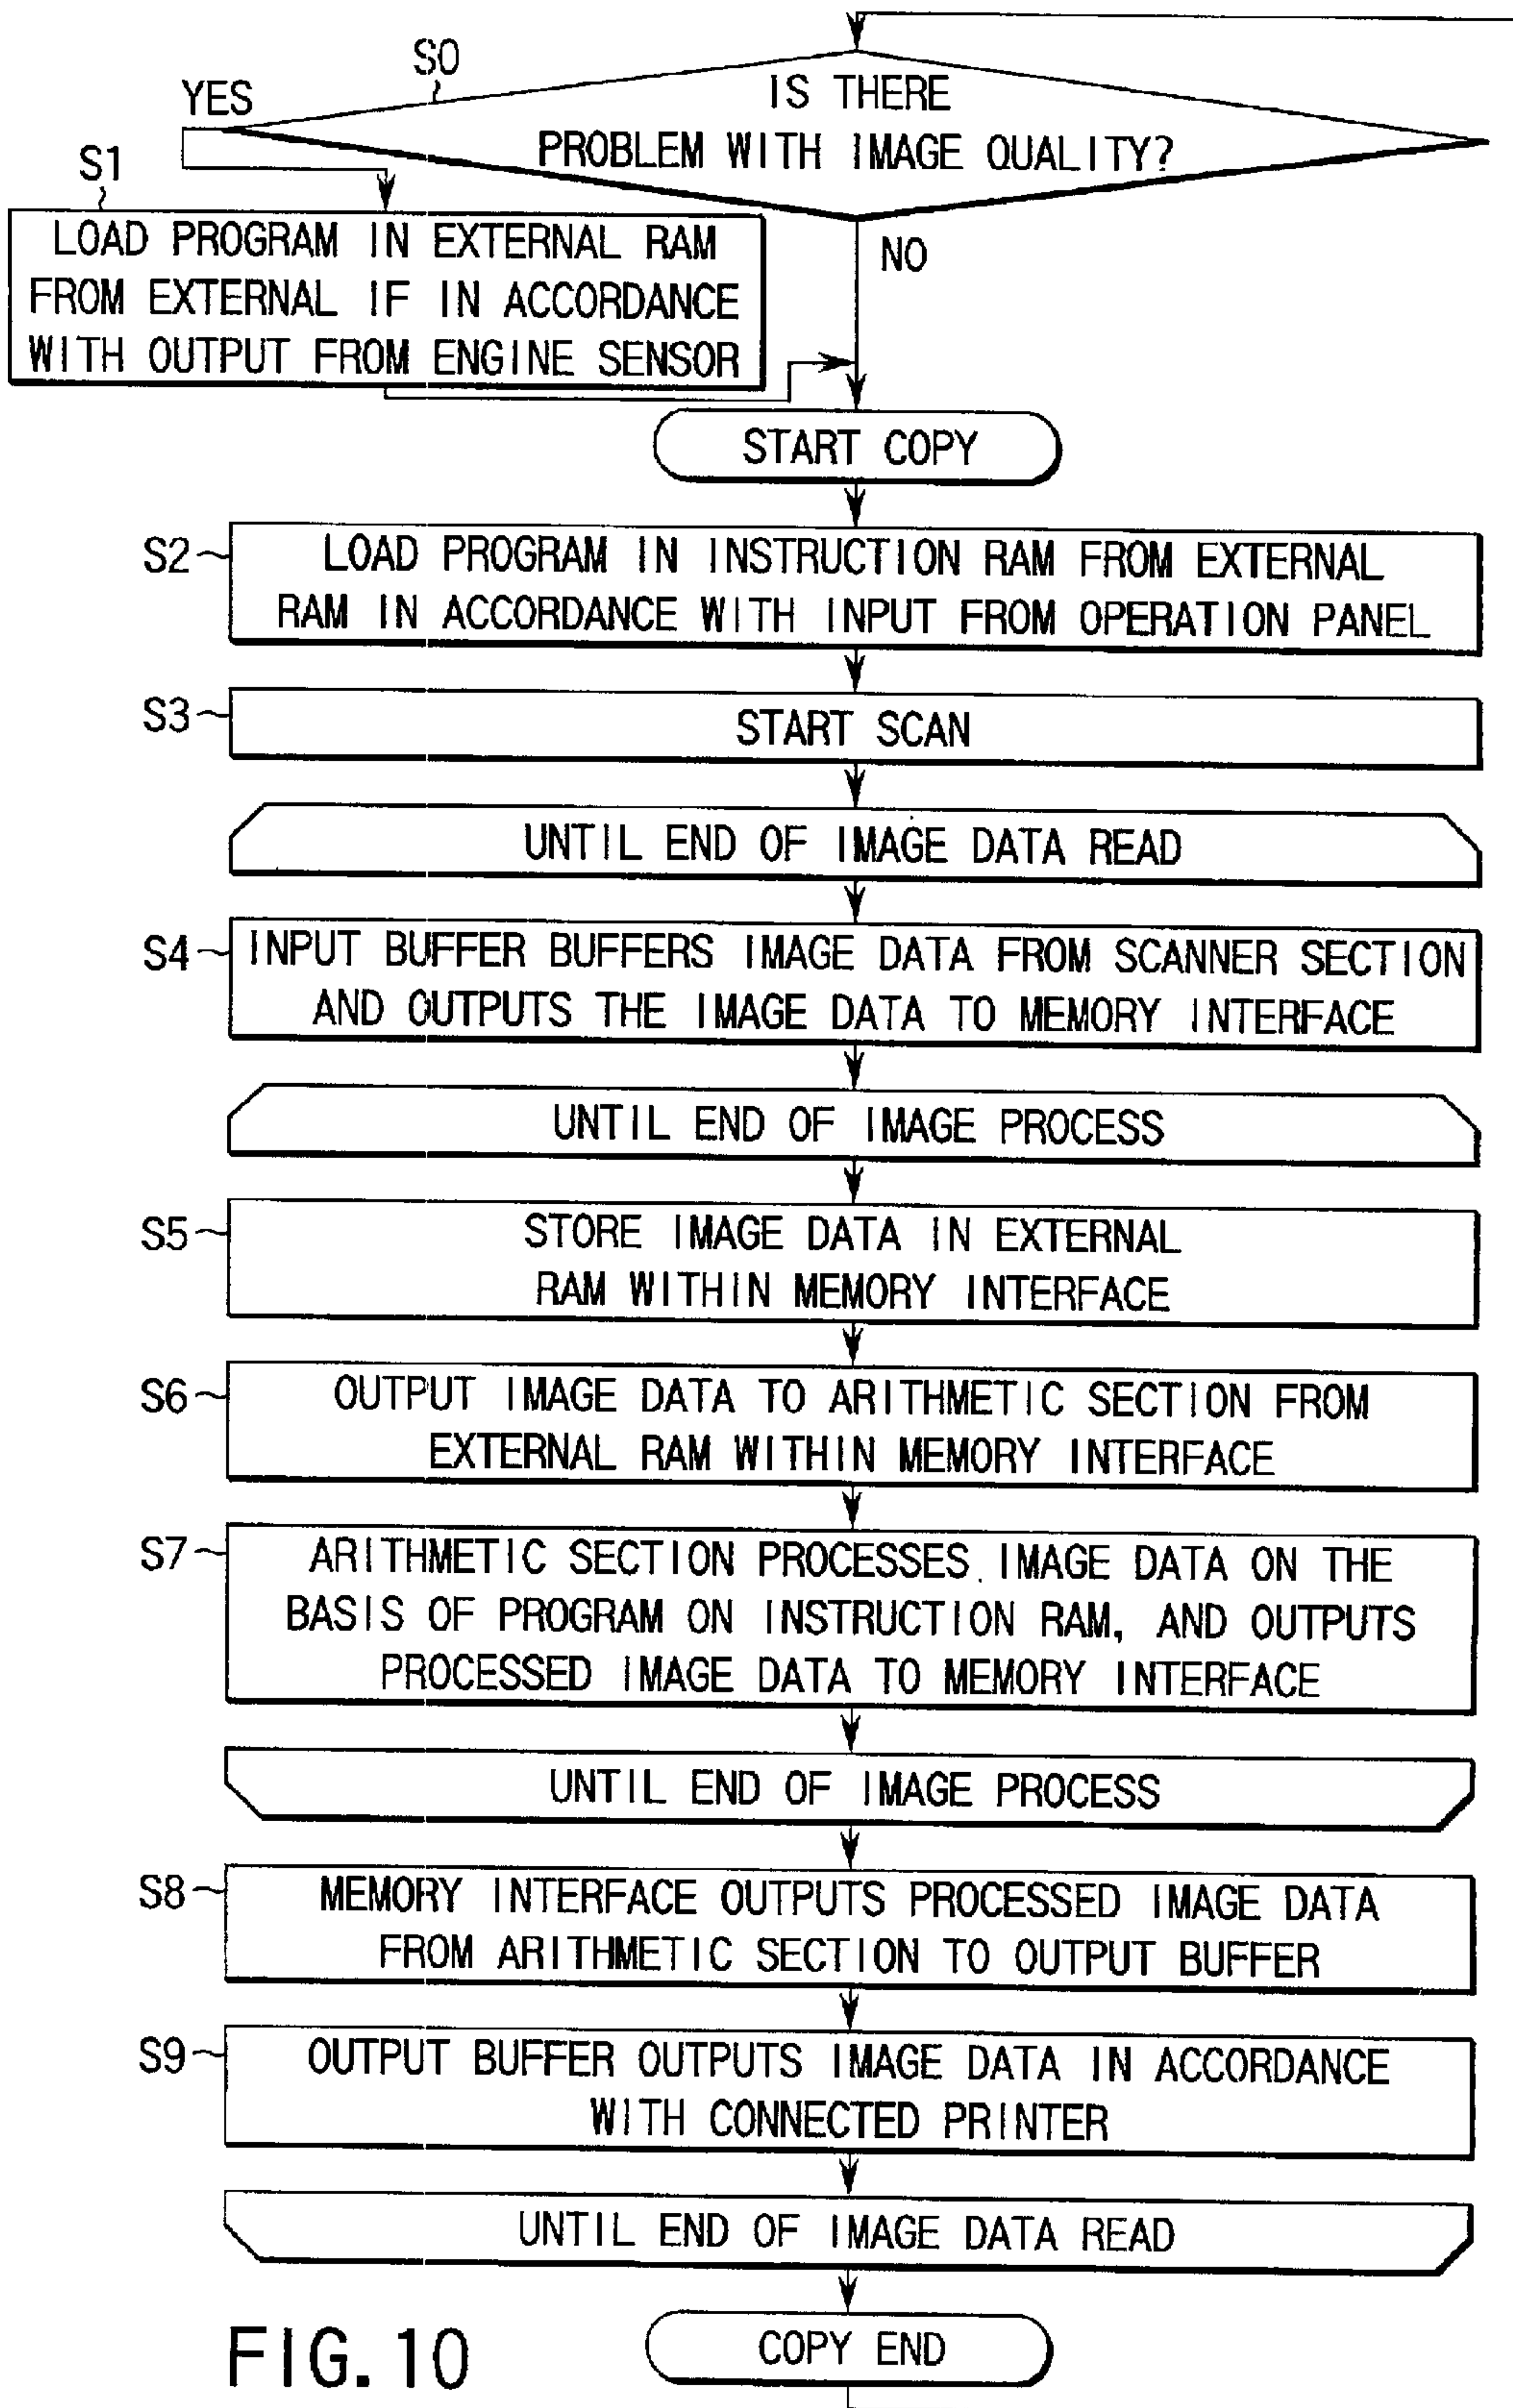 S0
IS THERE
PROBLEM WITH IMAGE QUALITY?
YES
NO
S1
LOAD PROGRAM IN EXTERNAL RAM
FROM EXTERNAL IF IN ACCORDANCE
WITH OUTPUT FROM ENGINE SENSOR
START COPY
S2
LOAD PROGRAM IN INSTRUCTION RAM FROM EXTERNAL
RAM IN ACCORDANCE WITH INPUT FROM OPERATION PANEL
S3
START SCAN
UNTIL END OF IMAGE DATA READ
S4
INPUT BUFFER BUFFERS IMAGE DATA FROM SCANNER SECTION
AND OUTPUTS THE IMAGE DATA TO MEMORY INTERFACE
UNTIL END OF IMAGE PROCESS
S5
STORE IMAGE DATA IN EXTERNAL
RAM WITHIN MEMORY INTERFACE
S6
OUTPUT IMAGE DATA TO ARITHMETIC SECTION FROM
EXTERNAL RAM WITHIN MEMORY INTERFACE
S7
ARITHMETIC SECTION PROCESSES IMAGE DATA ON THE
BASIS OF PROGRAM ON INSTRUCTION RAM, AND OUTPUTS
PROCESSED IMAGE DATA TO MEMORY INTERFACE
UNTIL END OF IMAGE PROCESS
S8
MEMORY INTERFACE OUTPUTS PROCESSED IMAGE DATA
FROM ARITHMETIC SECTION TO OUTPUT BUFFER
S9
OUTPUT BUFFER OUTPUTS IMAGE DATA IN ACCORDANCE
WITH CONNECTED PRINTER
UNTIL END OF IMAGE DATA READ
COPY END
FIG. 10